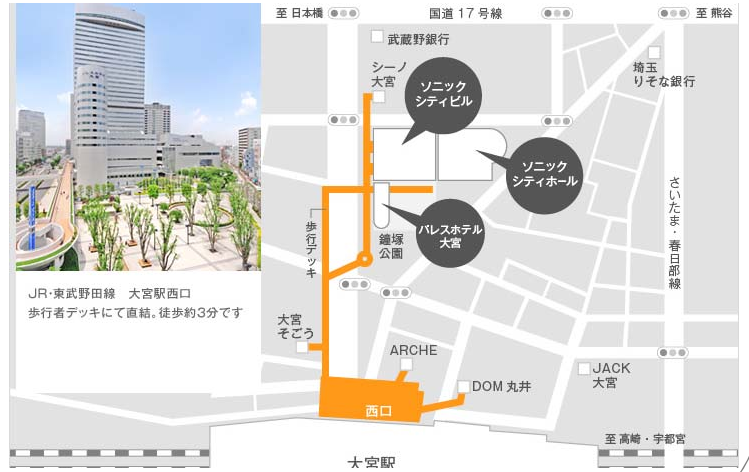 至 日本橋
国道 17 号線
至 熊谷
武蔵野銀行
シーノ
大宮
ソニック
シティビル
埼玉
りそな銀行
ソニック
シティホール
さいたま・春日部線
歩行デッキ
鐘塚
公園
パレスホテル
大宮
JR・東武野田線 大宮駅西口
歩行者デッキにて直結。徒歩約3分です
大宮
そごう
ARCHE
DOM 丸井
JACK
大宮
西口
至 高崎・宇都宮
大宮駅